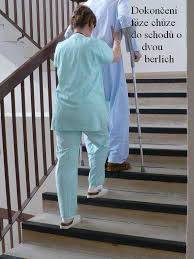 Dokončení
fáze chůze
do schodů o
dvou
berlích